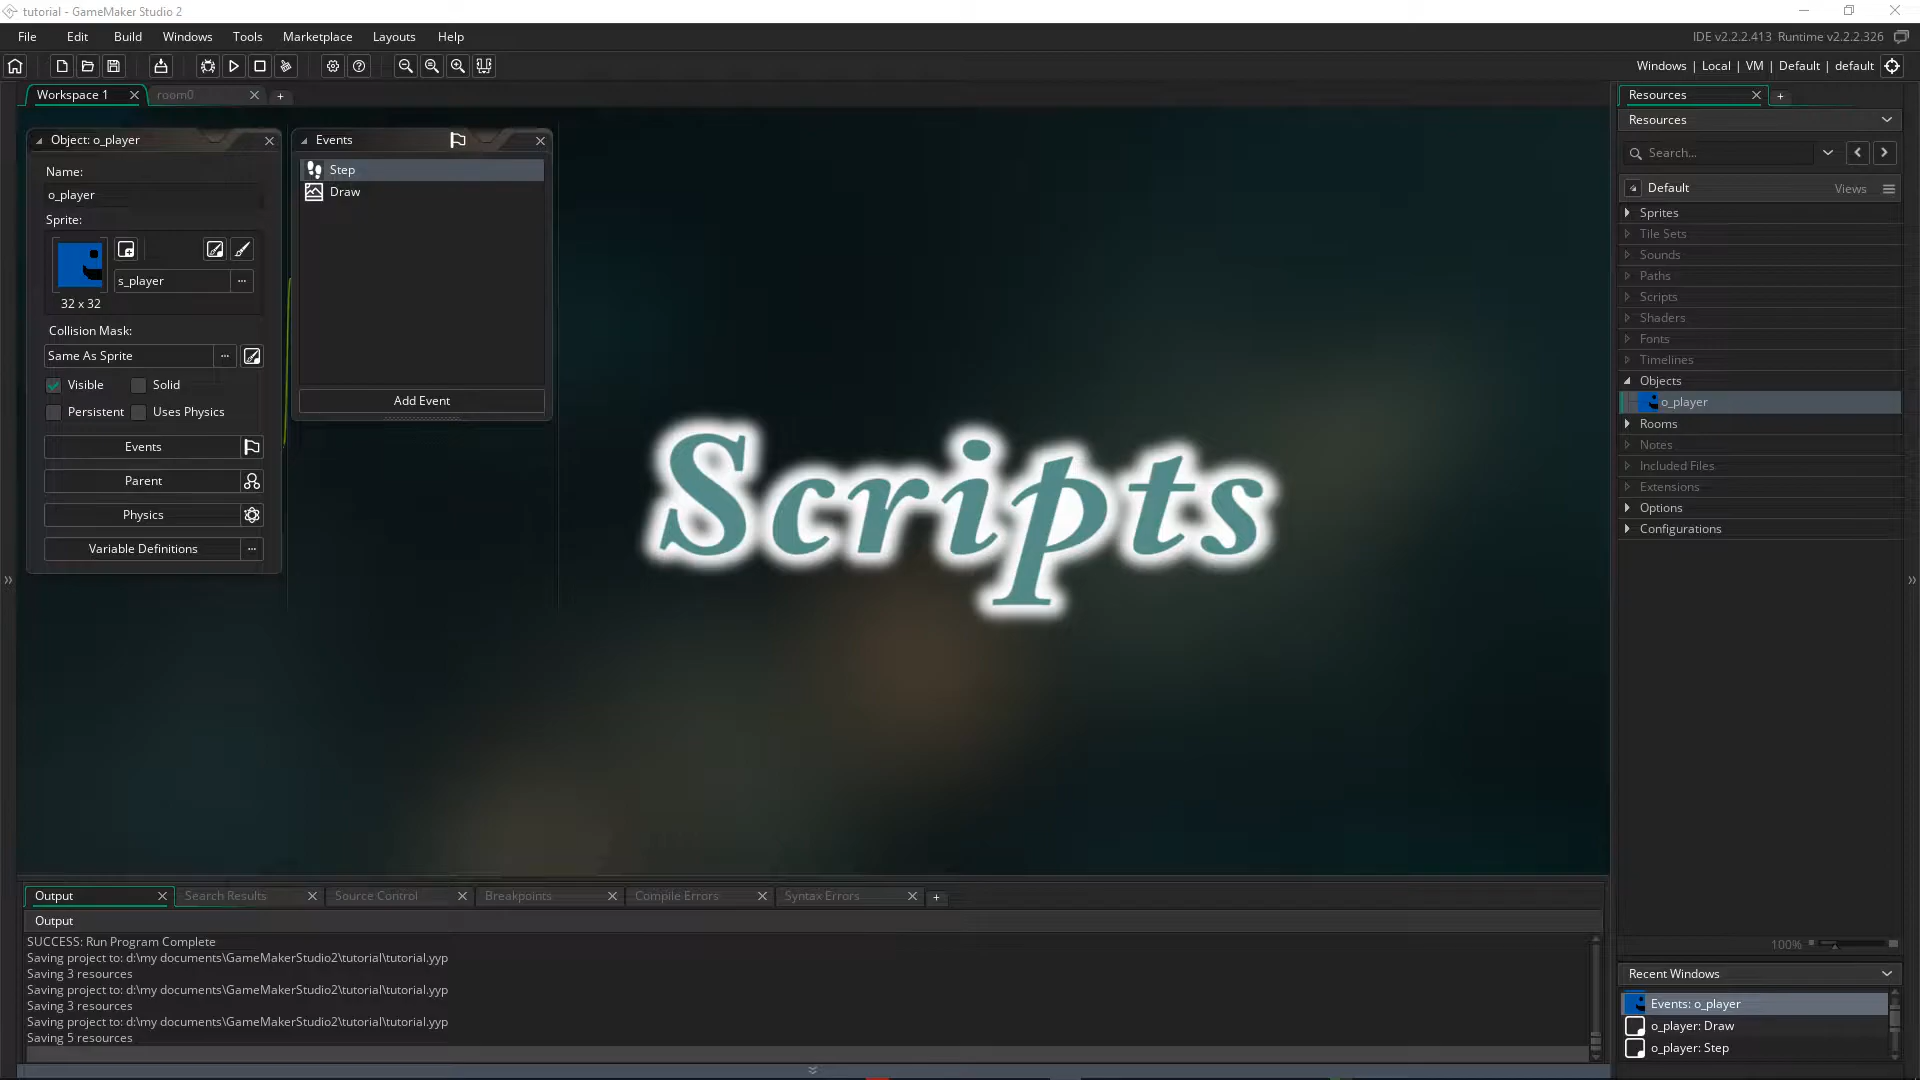 tutorial - GameMaker Studio 2
File Edit Build Windows Tools Marketplace Layouts Help
IDE v2.2.2.413 Runtime v2.2.2.326
Windows | Local | VM | Default | default
Workspace 1
room0
Object: o_player
Name:
o_player
Sprite:
s_player
32 x 32
Collision Mask:
Same As Sprite
Visible Solid
Persistent Uses Physics
Events
Parent
Physics
Variable Definitions
Events
Step
Draw
Add Event
Scripts
Resources
Resources
Search...
Default Views
Sprites
Tile Sets
Sounds
Paths
Scripts
Shaders
Fonts
Timelines
Objects
o_player
Rooms
Notes
Included Files
Extensions
Options
Configurations
100%
Recent Windows
Events: o_player
o_player: Draw
o_player: Step
Output Search Results Source Control Breakpoints Compile Errors Syntax Errors
Output
SUCCESS: Run Program Complete
Saving project to: d:\my documents\GameMakerStudio2\tutorial\tutorial.yyp
Saving 3 resources
Saving project to: d:\my documents\GameMakerStudio2\tutorial\tutorial.yyp
Saving 3 resources
Saving project to: d:\my documents\GameMakerStudio2\tutorial\tutorial.yyp
Saving 5 resources